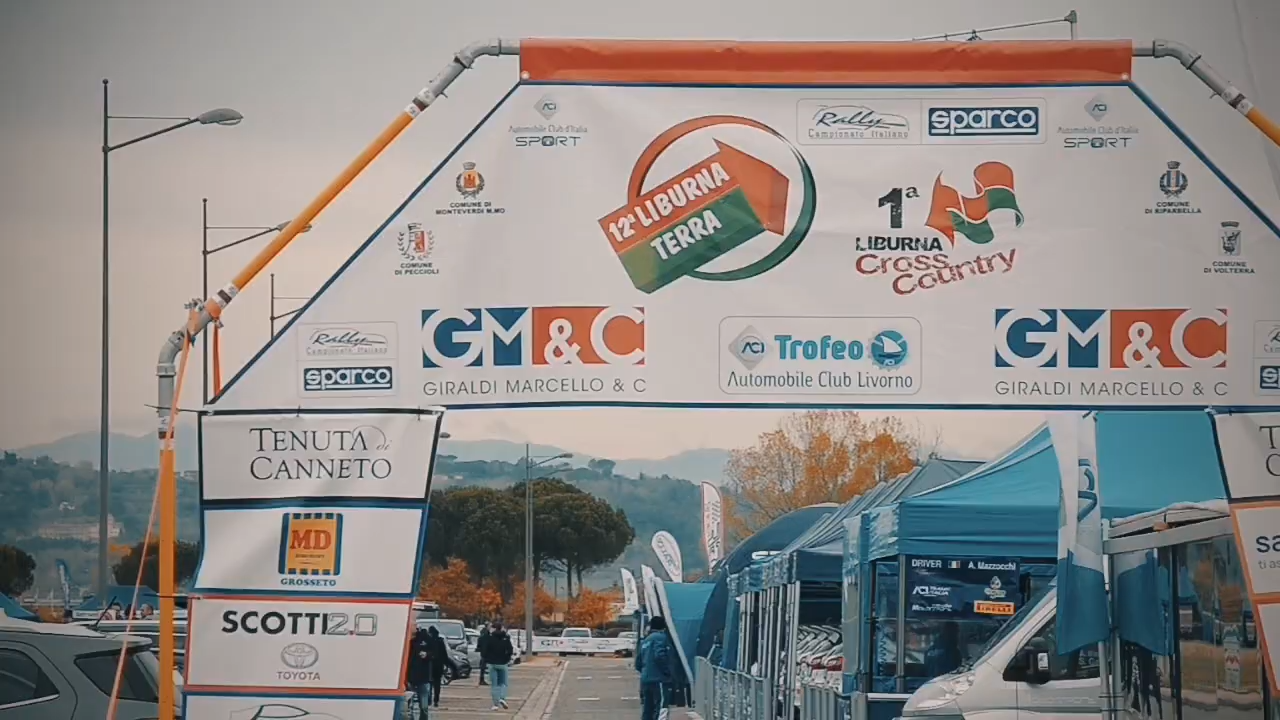 Automobile Club d'Italia
SPORT
Rally
Campionato Italiano
sparco
Automobile Club d'Italia
SPORT
COMUNE DI
MONTEVERDI M.MO
12ª LIBURNA
TERRA
1ª
LIBURNA
Cross
Country
COMUNE
DI RIPARBELLA
COMUNE
DI PECCIOLI
COMUNE
DI VOLTERRA
Rally
Campionato Italiano
sparco
GM&C
GIRALDI MARCELLO & C
ACI Trofeo ACI
Automobile Club Livorno
GM&C
GIRALDI MARCELLO & C
TENUTA di
CANNETO
MD
GROSSETO
SCOTTI2.0
TOYOTA
DRIVER A. Mazzocchi
ACI
PIRELLI